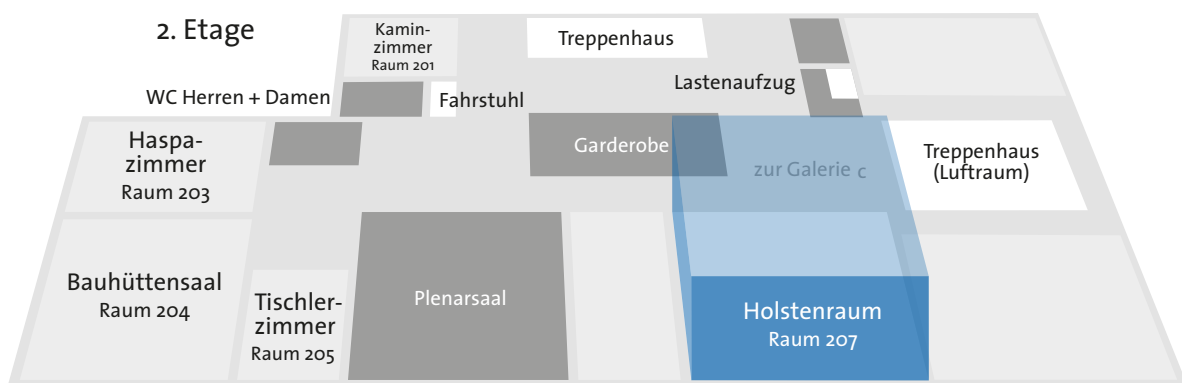 2. Etage
Kamin-
zimmer
Raum 201
Treppenhaus
Lastenaufzug
WC Herren + Damen
Fahrstuhl
Haspa-
zimmer
Raum 203
Garderobe
zur Galerie c
Treppenhaus
(Luftraum)
Bauhüttensaal
Raum 204
Tischler-
zimmer
Raum 205
Plenarsaal
Holstenraum
Raum 207